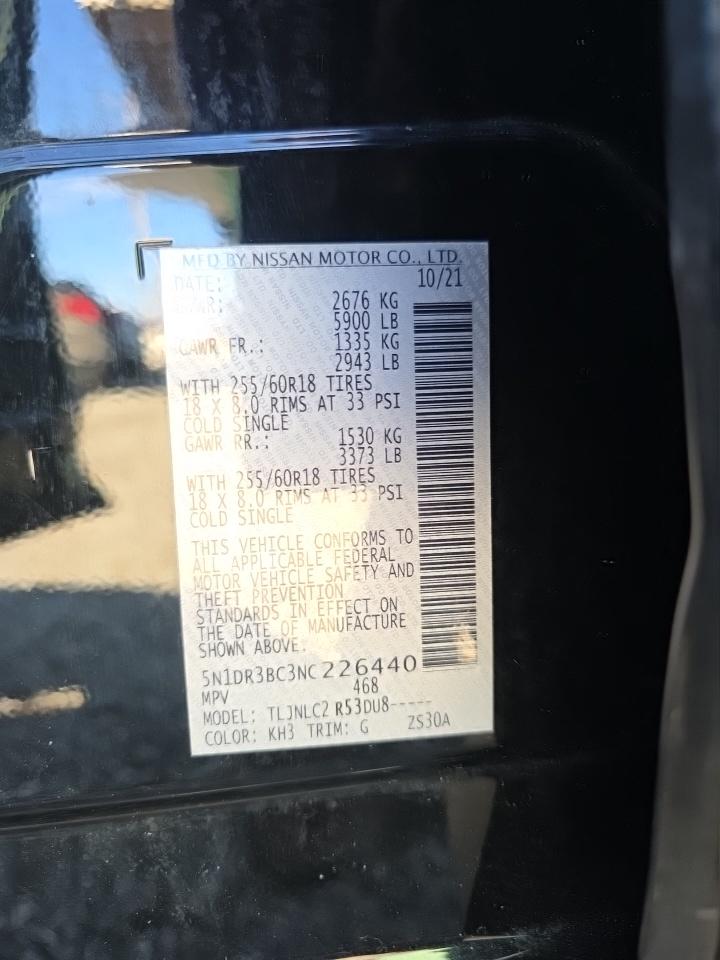 MFD BY NISSAN MOTOR CO., LTD.
DATE: 10/21
GVWR: 2676 KG
5900 LB
GAWR FR.: 1335 KG
2943 LB
WITH 255/60R18 TIRES
18 X 8.0 RIMS AT 33 PSI
COLD SINGLE
GAWR RR.: 1530 KG
3373 LB
WITH 255/60R18 TIRES
18 X 8.0 RIMS AT 33 PSI
COLD SINGLE
THIS VEHICLE CONFORMS TO
ALL APPLICABLE FEDERAL
MOTOR VEHICLE SAFETY AND
THEFT PREVENTION
STANDARDS IN EFFECT ON
THE DATE OF MANUFACTURE
SHOWN ABOVE.
5N1DR3BC3NC226440
MPV 468
MODEL: TLJNLC2 R53DU8-----
COLOR: KH3 TRIM: G ZS30A